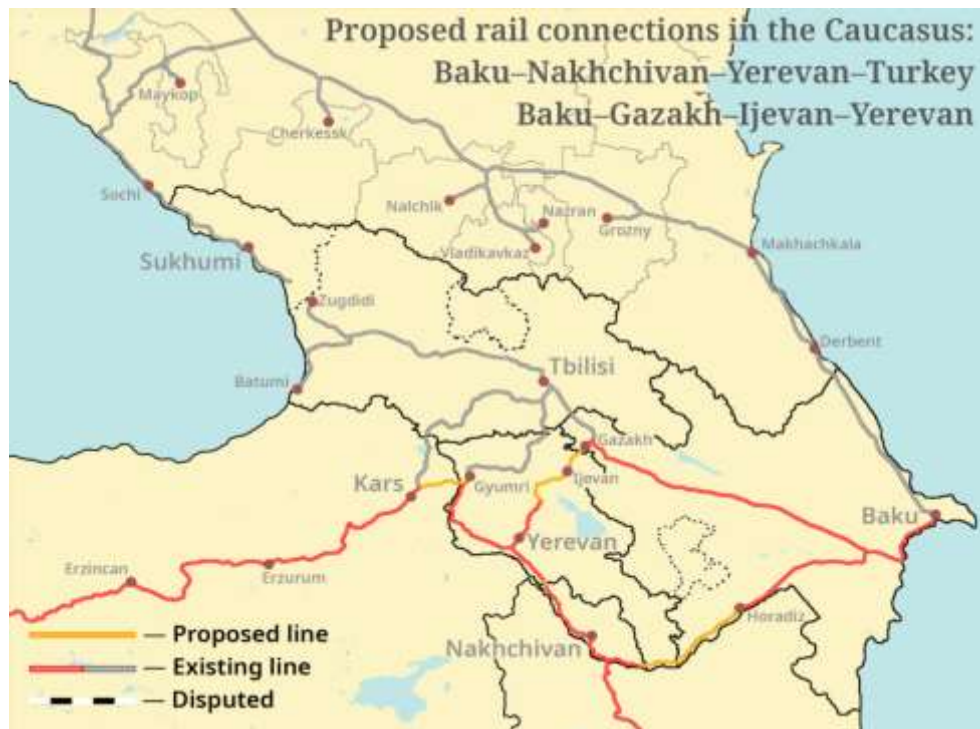 Proposed rail connections in the Caucasus:
Baku–Nakhchivan–Yerevan–Turkey
Baku–Gazakh–Ijevan–Yerevan
Maykop
Cherkessk
Sochi
Nalchik
Nazran
Grozny
Vladikavkaz
Makhachkala
Sukhumi
Zugdidi
Derbent
Batumi
Tbilisi
Gazakh
Kars
Gyumri
Ijevan
Baku
Yerevan
Erzincan
Erzurum
Horadiz
Nakhchivan
— Proposed line
— Existing line
— Disputed